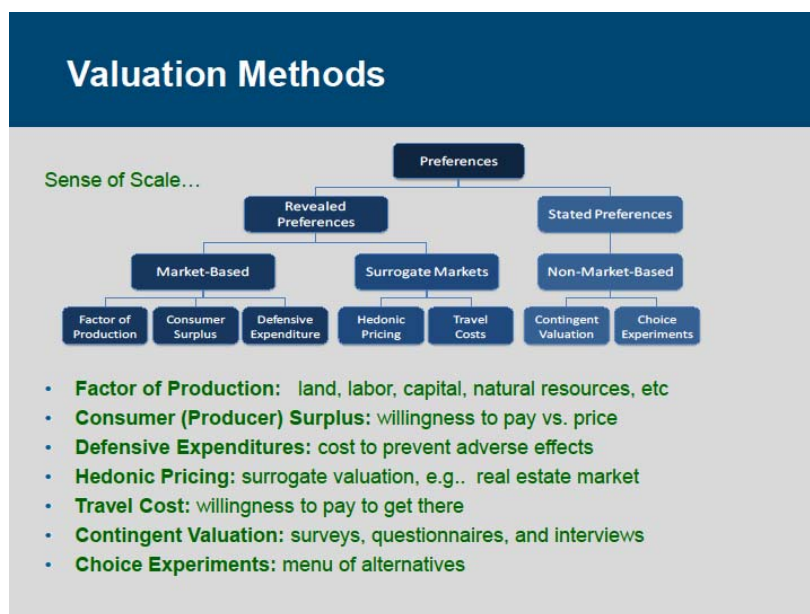 Valuation Methods
Sense of Scale…
Preferences
Revealed
Preferences
Stated Preferences
Market-Based
Surrogate Markets
Non-Market-Based
Factor of
Production
Consumer
Surplus
Defensive
Expenditure
Hedonic
Pricing
Travel
Costs
Contingent
Valuation
Choice
Experiments
• Factor of Production: land, labor, capital, natural resources, etc
• Consumer (Producer) Surplus: willingness to pay vs. price
• Defensive Expenditures: cost to prevent adverse effects
• Hedonic Pricing: surrogate valuation, e.g.. real estate market
• Travel Cost: willingness to pay to get there
• Contingent Valuation: surveys, questionnaires, and interviews
• Choice Experiments: menu of alternatives